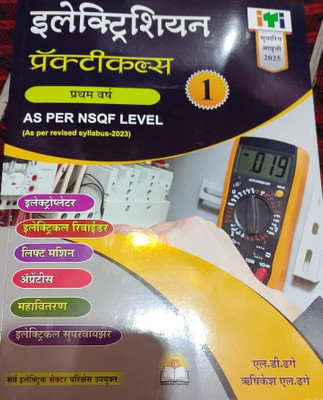 इलेक्ट्रिशियन
iTi
सुधारित
आवृत्ती
2025
प्रॅक्टीकल्स
1
प्रथम वर्ष
AS PER NSQF LEVEL
(As per revised syllabus-2023)
019
इलेक्ट्रोप्लेटर
इलेक्ट्रिकल रिवाईंडर
लिफ्ट मशिन
ॲप्रेंटीस
महावितरण
इलेक्ट्रिकल सुपरवायझर
सर्व इलेक्ट्रिक सेक्टर परिक्षेस उपयुक्त
एल.डी.डगे
ऋषिकेश एल.डगे